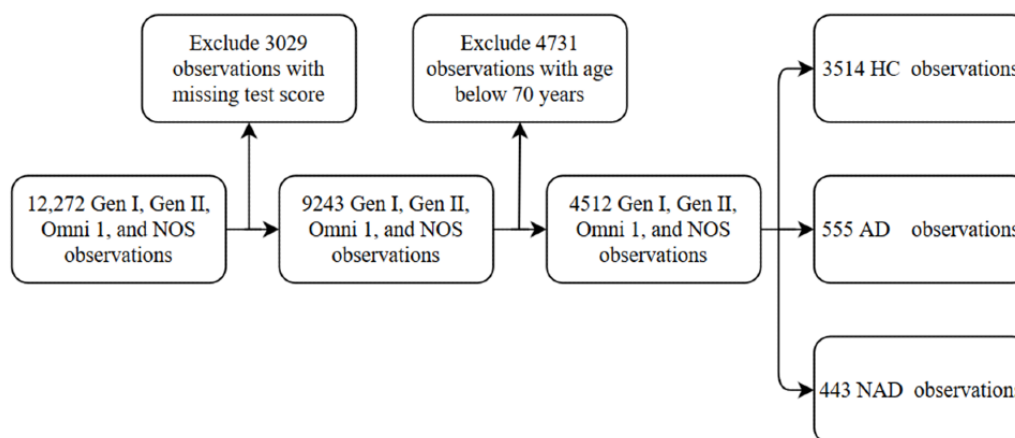 Exclude 3029
observations with
missing test score
Exclude 4731
observations with age
below 70 years
12,272 Gen I, Gen II,
Omni 1, and NOS
observations
9243 Gen I, Gen II,
Omni 1, and NOS
observations
4512 Gen I, Gen II,
Omni 1, and NOS
observations
3514 HC observations
555 AD observations
443 NAD observations